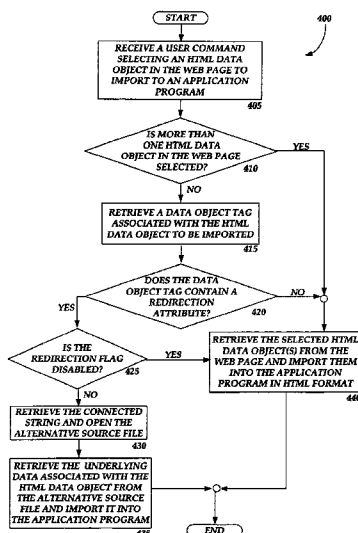 START
400
RECEIVE A USER COMMAND
SELECTING AN HTML DATA
OBJECT IN THE WEB PAGE TO
IMPORT TO AN APPLICATION
PROGRAM
405
IS MORE THAN
ONE HTML DATA
OBJECT IN THE WEB PAGE
SELECTED?
410
YES
NO
RETRIEVE A DATA OBJECT TAG
ASSOCIATED WITH THE HTML
DATA OBJECT TO BE IMPORTED
415
DOES THE DATA
OBJECT TAG CONTAIN A
REDIRECTION
ATTRIBUTE?
420
NO
YES
IS THE
REDIRECTION FLAG
DISABLED?
425
YES
NO
RETRIEVE THE SELECTED HTML
DATA OBJECT(S) FROM THE
WEB PAGE AND IMPORT THEM
INTO THE APPLICATION
PROGRAM IN HTML FORMAT
440
RETRIEVE THE CONNECTED
STRING AND OPEN THE
ALTERNATIVE SOURCE FILE
430
RETRIEVE THE UNDERLYING
DATA ASSOCIATED WITH THE
HTML DATA OBJECT FROM
THE ALTERNATIVE SOURCE
FILE AND IMPORT IT INTO
THE APPLICATION PROGRAM
435
END